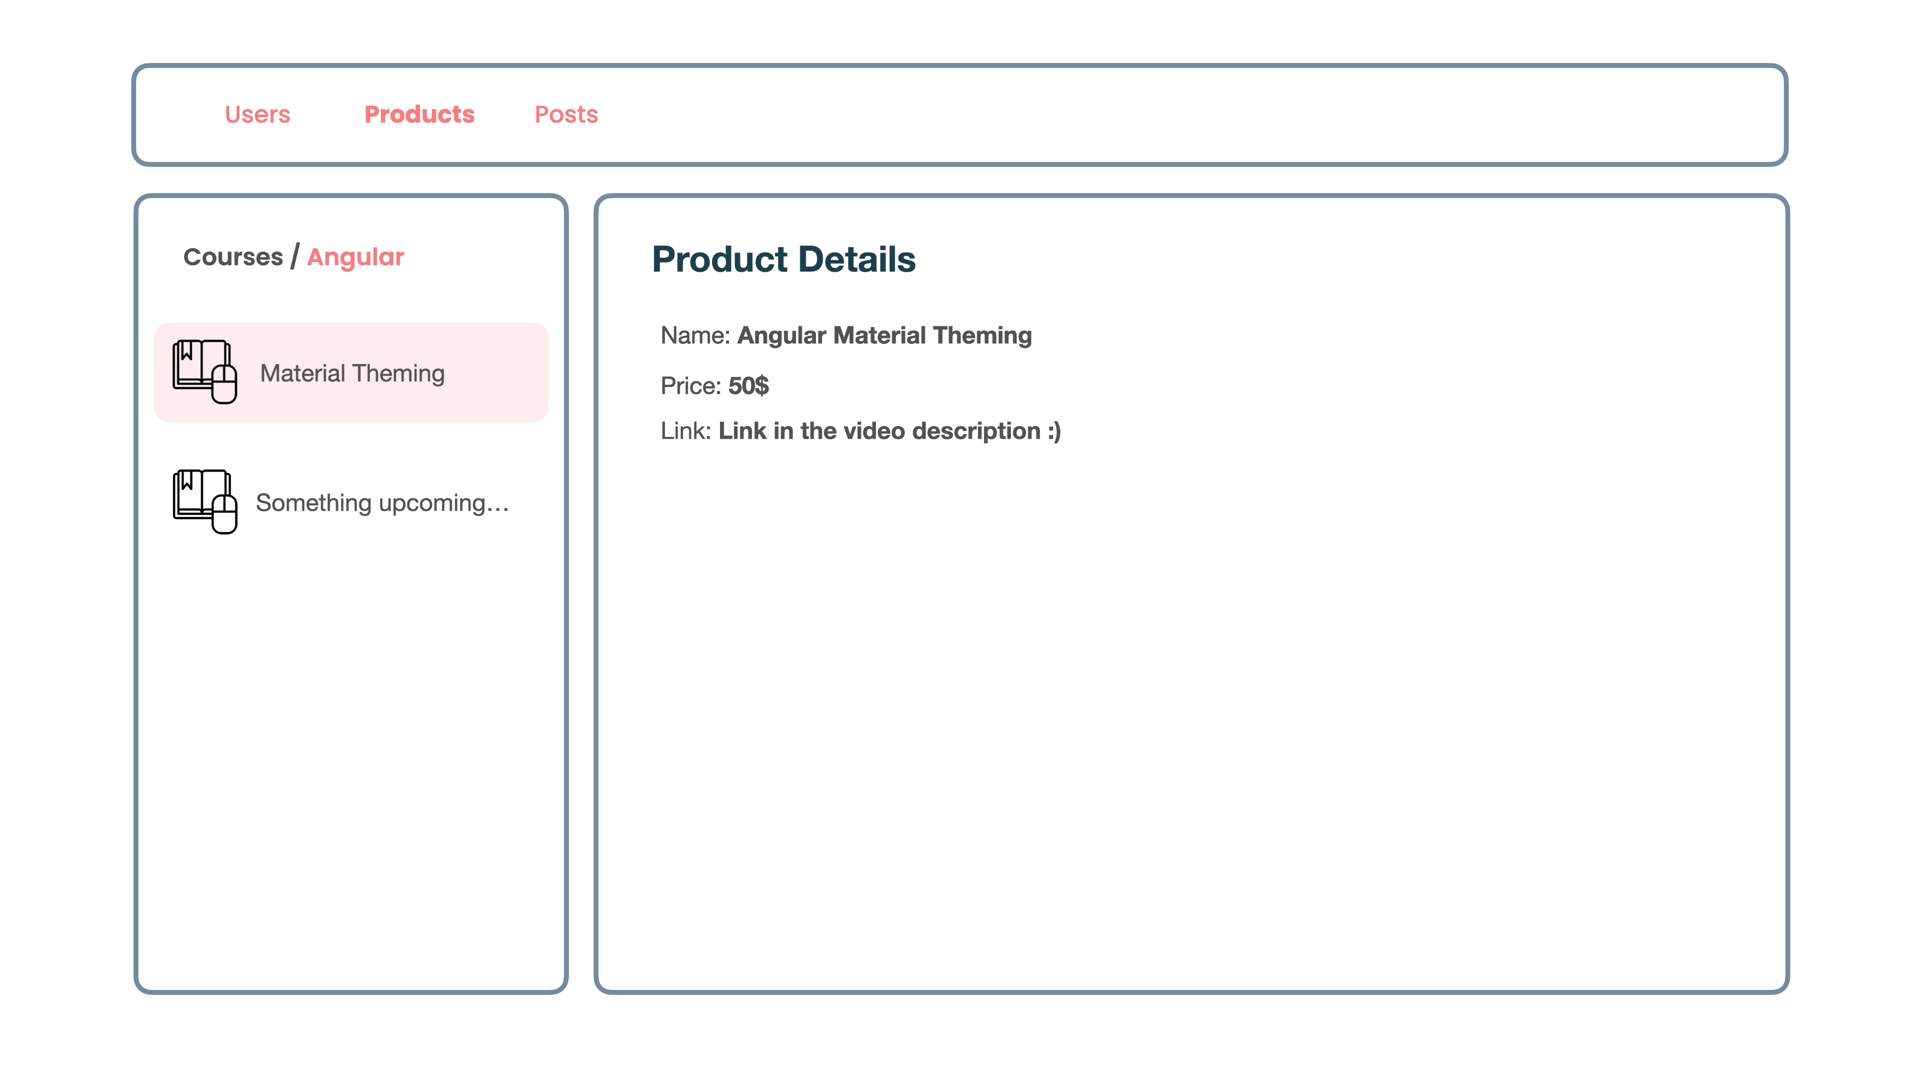 Users Products Posts
Courses / Angular
Material Theming
Something upcoming…
Product Details
Name: Angular Material Theming
Price: 50$
Link: Link in the video description :)